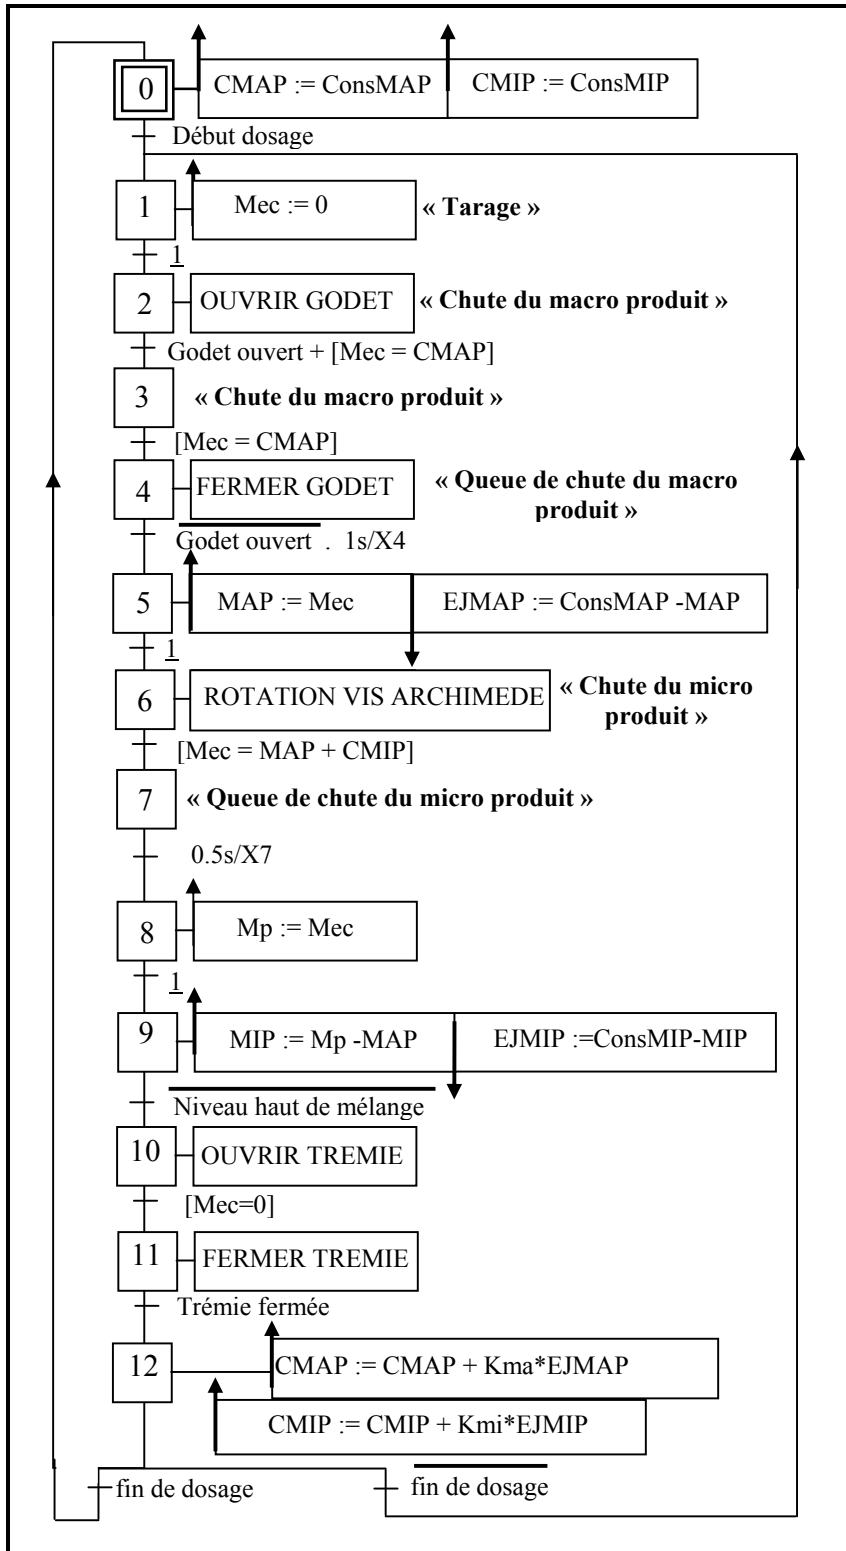 0 CMAP := ConsMAP CMIP := ConsMIP
Début dosage
1 Mec := 0 « Tarage »
1
2 OUVRIR GODET « Chute du macro produit »
Godet ouvert + [Mec = CMAP]
3 « Chute du macro produit »
[Mec = CMAP]
4 FERMER GODET « Queue de chute du macro
produit »
Godet ouvert . 1s/X4
5 MAP := Mec EJMAP := ConsMAP -MAP
1
6 ROTATION VIS ARCHIMEDE « Chute du micro
produit »
[Mec = MAP + CMIP]
7 « Queue de chute du micro produit »
0.5s/X7
8 Mp := Mec
1
9 MIP := Mp -MAP EJMIP :=ConsMIP-MIP
Niveau haut de mélange
10 OUVRIR TREMIE
[Mec=0]
11 FERMER TREMIE
Trémie fermée
12 CMAP := CMAP + Kma*EJMAP
CMIP := CMIP + Kmi*EJMIP
fin de dosage fin de dosage